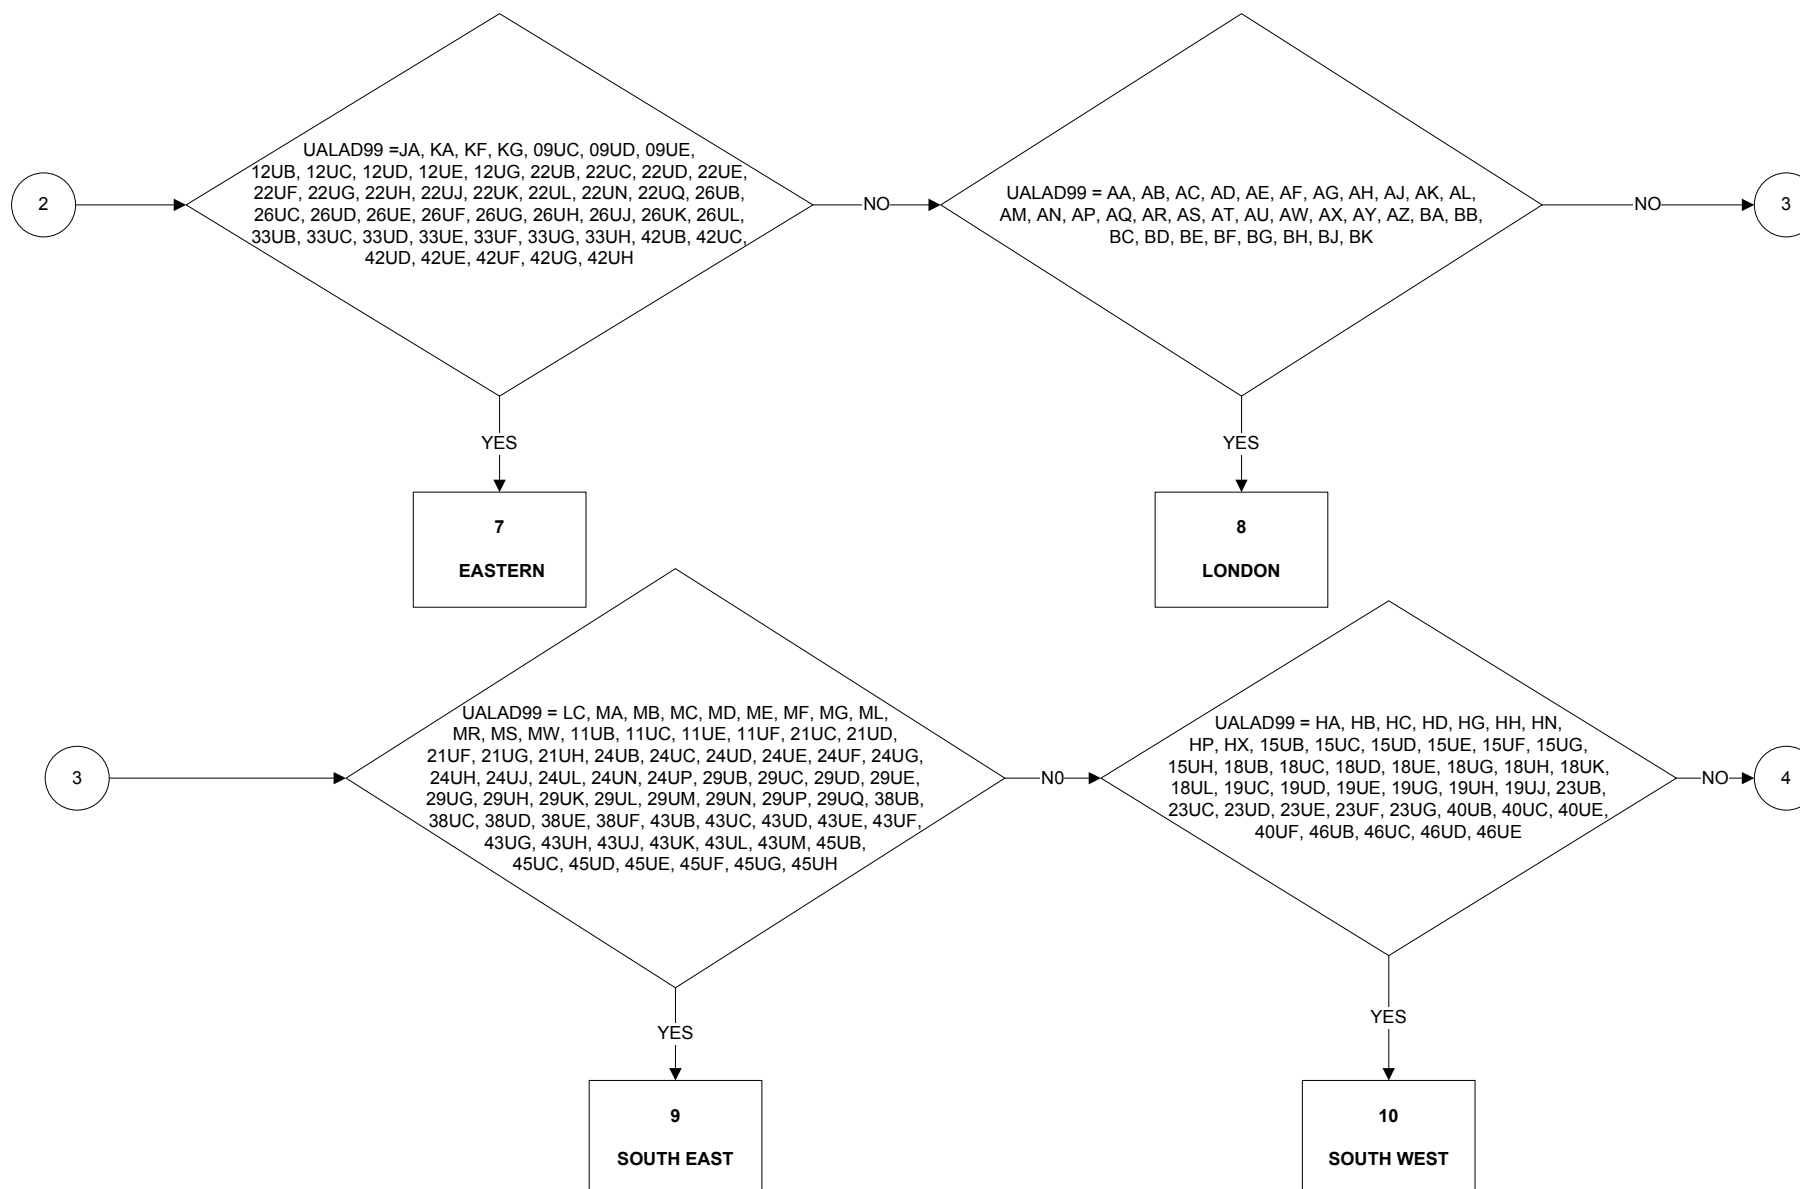 2
UALAD99 =JA, KA, KF, KG, 09UC, 09UD, 09UE,
12UB, 12UC, 12UD, 12UE, 12UG, 22UB, 22UC, 22UD, 22UE,
22UF, 22UG, 22UH, 22UJ, 22UK, 22UL, 22UN, 22UQ, 26UB,
26UC, 26UD, 26UE, 26UF, 26UG, 26UH, 26UJ, 26UK, 26UL,
33UB, 33UC, 33UD, 33UE, 33UF, 33UG, 33UH, 42UB, 42UC,
42UD, 42UE, 42UF, 42UG, 42UH
NO
UALAD99 = AA, AB, AC, AD, AE, AF, AG, AH, AJ, AK, AL,
AM, AN, AP, AQ, AR, AS, AT, AU, AW, AX, AY, AZ, BA, BB,
BC, BD, BE, BF, BG, BH, BJ, BK
NO
3
YES
YES
7
EASTERN
8
LONDON
3
UALAD99 = LC, MA, MB, MC, MD, ME, MF, MG, ML,
MR, MS, MW, 11UB, 11UC, 11UE, 11UF, 21UC, 21UD,
21UF, 21UG, 21UH, 24UB, 24UC, 24UD, 24UE, 24UF, 24UG,
24UH, 24UJ, 24UL, 24UN, 24UP, 29UB, 29UC, 29UD, 29UE,
29UG, 29UH, 29UK, 29UL, 29UM, 29UN, 29UP, 29UQ, 38UB,
38UC, 38UD, 38UE, 38UF, 43UB, 43UC, 43UD, 43UE, 43UF,
43UG, 43UH, 43UJ, 43UK, 43UL, 43UM, 45UB,
45UC, 45UD, 45UE, 45UF, 45UG, 45UH
N0
UALAD99 = HA, HB, HC, HD, HG, HH, HN,
HP, HX, 15UB, 15UC, 15UD, 15UE, 15UF, 15UG,
15UH, 18UB, 18UC, 18UD, 18UE, 18UG, 18UH, 18UK,
18UL, 19UC, 19UD, 19UE, 19UG, 19UH, 19UJ, 23UB,
23UC, 23UD, 23UE, 23UF, 23UG, 40UB, 40UC, 40UE,
40UF, 46UB, 46UC, 46UD, 46UE
NO
4
YES
YES
9
SOUTH EAST
10
SOUTH WEST